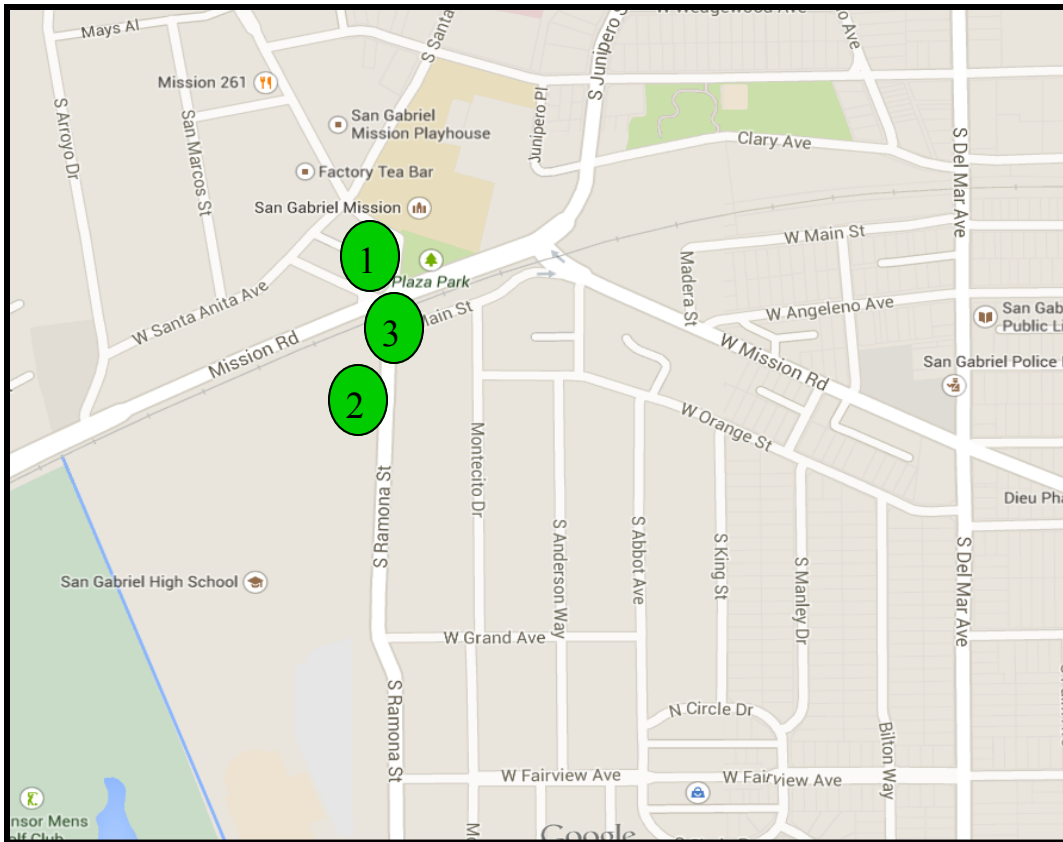 Mays Al
S Santa
S Junipero S
W Wedgewood Ave
o Ave
Mission 261
S Arroyo Dr
San Marcos St
San Gabriel
Mission Playhouse
Junipero Pl
Clary Ave
S Del Mar Ave
Factory Tea Bar
San Gabriel Mission
1
Plaza Park
W Main St
Madera St
W Santa Anita Ave
Main St
3
W Angeleno Ave
San Gab
Public Li
Mission Rd
W Mission Rd
San Gabriel Police
2
W Orange St
Montecito Dr
S Ramona St
Dieu Pha
S Anderson Way
S Abbot Ave
S King St
S Manley Dr
S Del Mar Ave
San Gabriel High School
W Grand Ave
S Ramona St
N Circle Dr
Bilton Way
W Fairview Ave
W Fairview Ave
nsor Mens
olf Club
Mo
Google